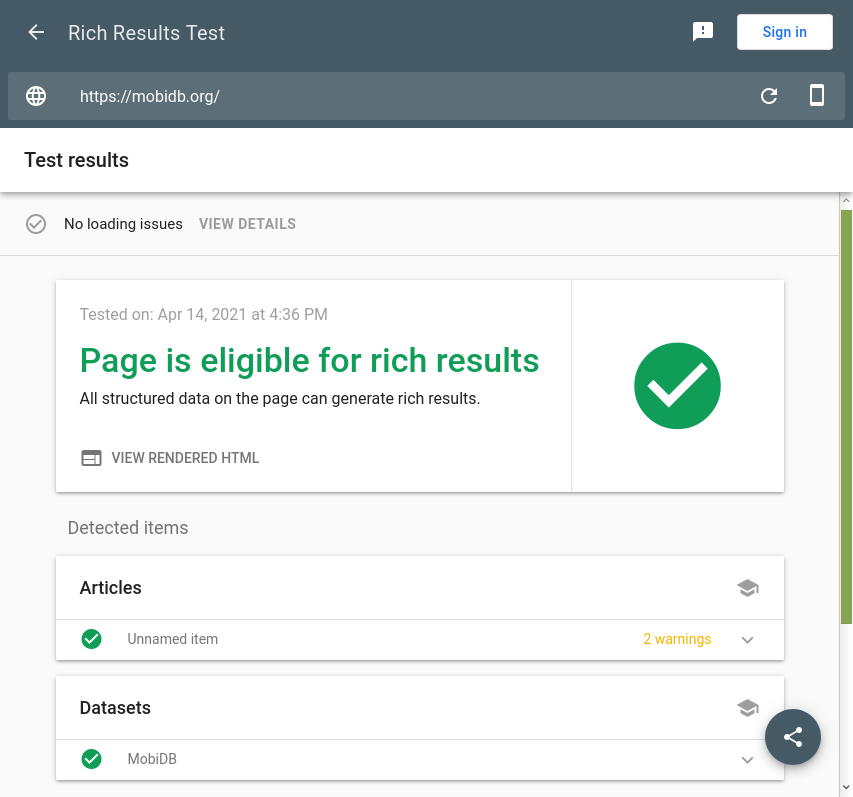 Rich Results Test
Sign in
https://mobidb.org/
Test results
No loading issues VIEW DETAILS
Tested on: Apr 14, 2021 at 4:36 PM
Page is eligible for rich results
All structured data on the page can generate rich results.
VIEW RENDERED HTML
Detected items
Articles
Unnamed item 2 warnings
Datasets
MobiDB